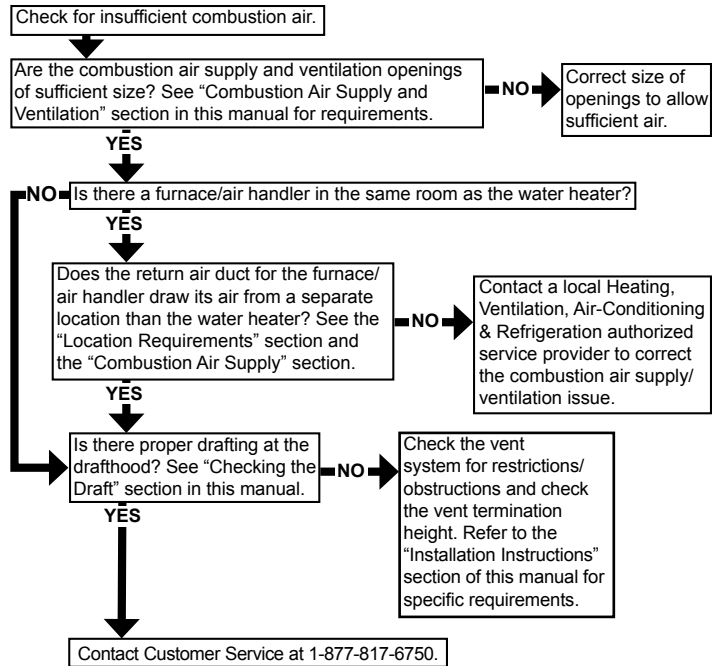 Check for insufficient combustion air.
Are the combustion air supply and ventilation openings
of sufficient size? See “Combustion Air Supply and
Ventilation” section in this manual for requirements.
NO
Correct size of
openings to allow
sufficient air.
YES
NO
Is there a furnace/air handler in the same room as the water heater?
YES
Does the return air duct for the furnace/
air handler draw its air from a separate
location than the water heater? See the
“Location Requirements” section and
the “Combustion Air Supply” section.
NO
Contact a local Heating,
Ventilation, Air-Conditioning
& Refrigeration authorized
service provider to correct
the combustion air supply/
ventilation issue.
YES
Is there proper drafting at the
drafthood? See “Checking the
Draft” section in this manual.
NO
Check the vent
system for restrictions/
obstructions and check
the vent termination
height. Refer to the
“Installation Instructions”
section of this manual for
specific requirements.
YES
Contact Customer Service at 1-877-817-6750.